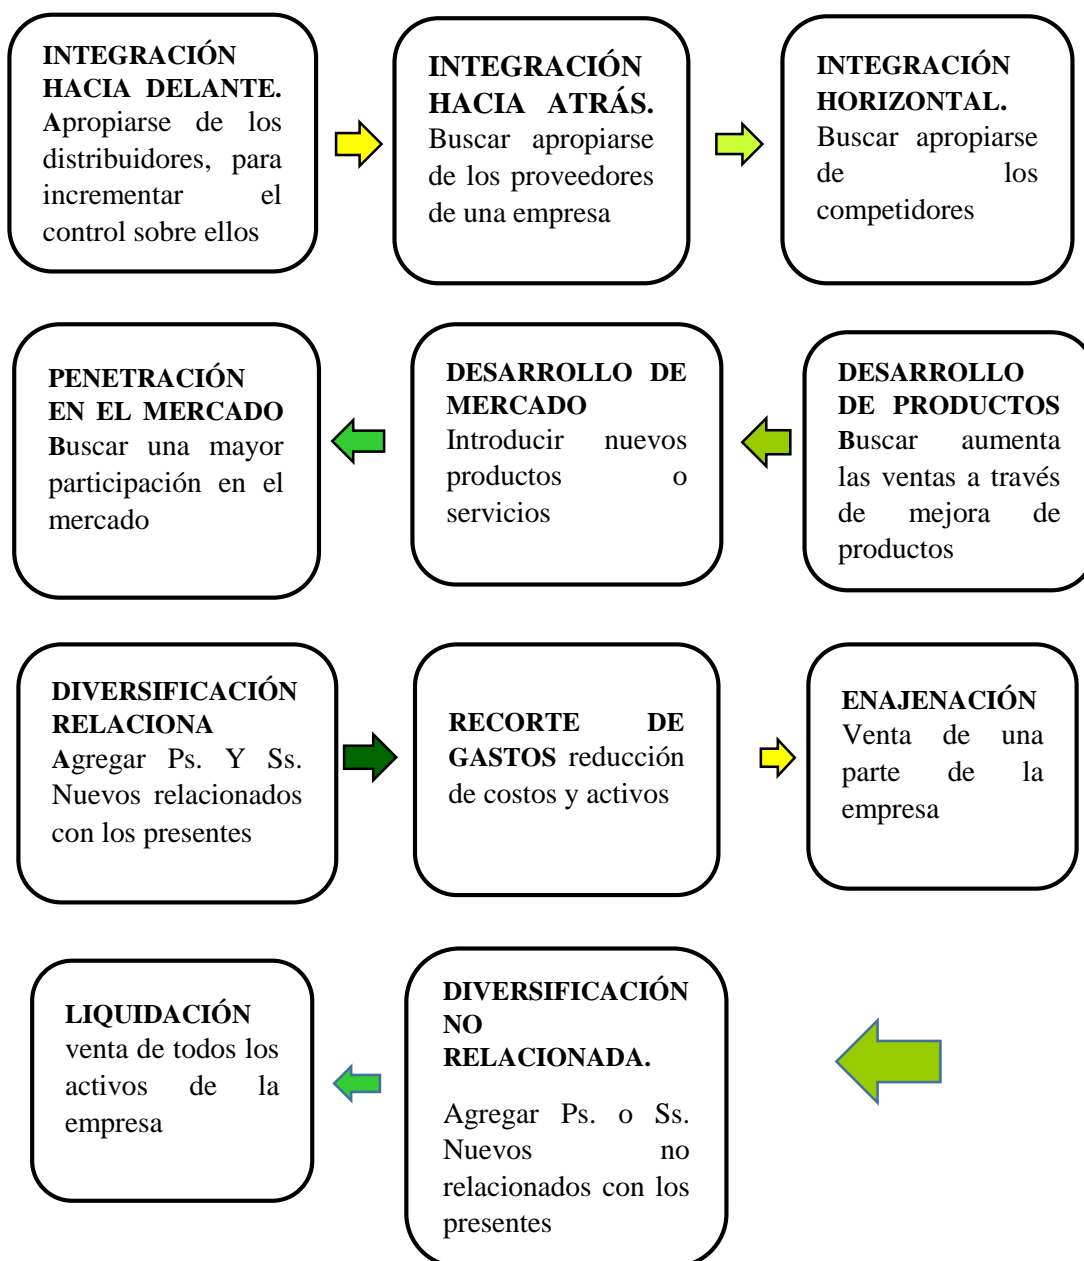 INTEGRACIÓN
HACIA DELANTE.
Apropiarse de los
distribuidores, para
incrementar el
control sobre ellos
INTEGRACIÓN
HACIA ATRÁS.
Buscar apropiarse
de los proveedores
de una empresa
INTEGRACIÓN
HORIZONTAL.
Buscar apropiarse
de los
competidores
PENETRACIÓN
EN EL MERCADO
Buscar una mayor
participación en el
mercado
DESARROLLO DE
MERCADO
Introducir nuevos
productos o
servicios
DESARROLLO
DE PRODUCTOS
Buscar aumenta
las ventas a través
de mejora de
productos
DIVERSIFICACIÓN
RELACIONA
Agregar Ps. Y Ss.
Nuevos relacionados
con los presentes
RECORTE DE
GASTOS reducción
de costos y activos
ENAJENACIÓN
Venta de una
parte de la
empresa
LIQUIDACIÓN
venta de todos los
activos de la
empresa
DIVERSIFICACIÓN
NO
RELACIONADA.
Agregar Ps. o Ss.
Nuevos no
relacionados con los
presentes